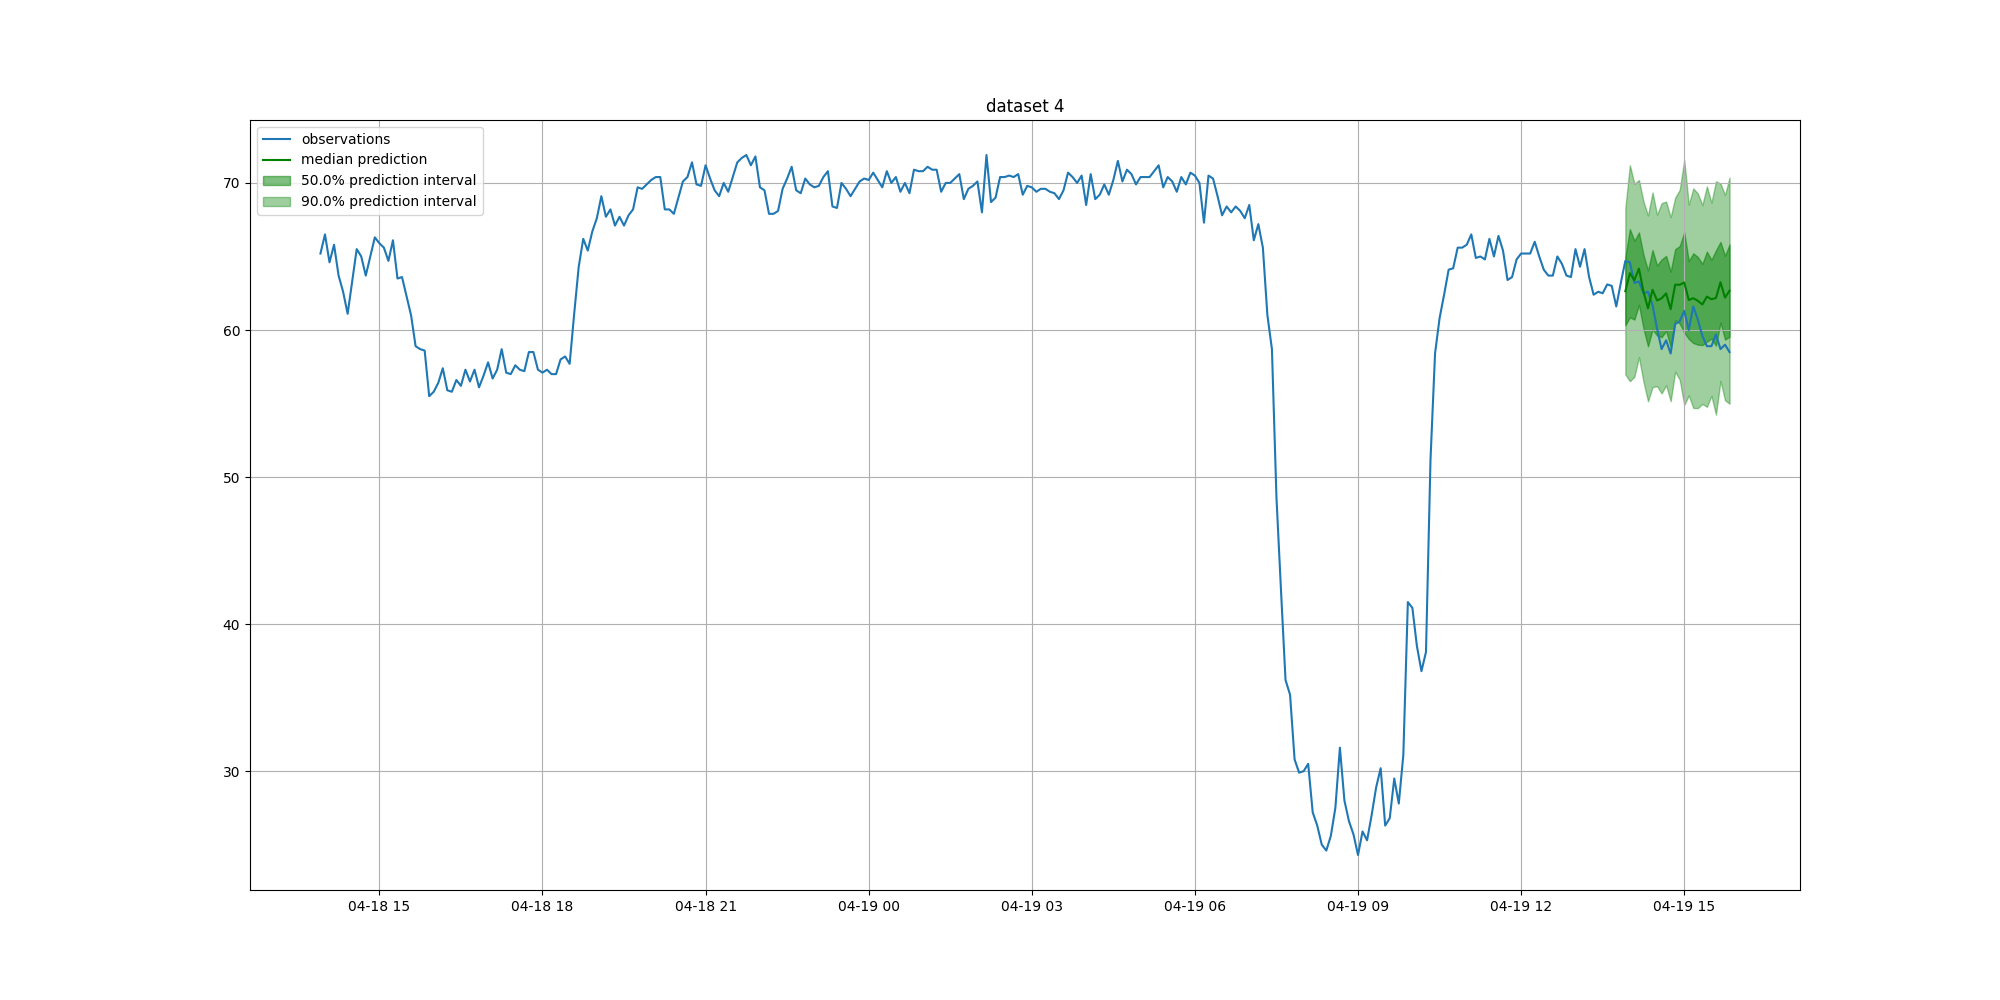 dataset 4
observations
median prediction
50.0% prediction interval
90.0% prediction interval
70
60
50
40
30
04-18 15
04-18 18
04-18 21
04-19 00
04-19 03
04-19 06
04-19 09
04-19 12
04-19 15